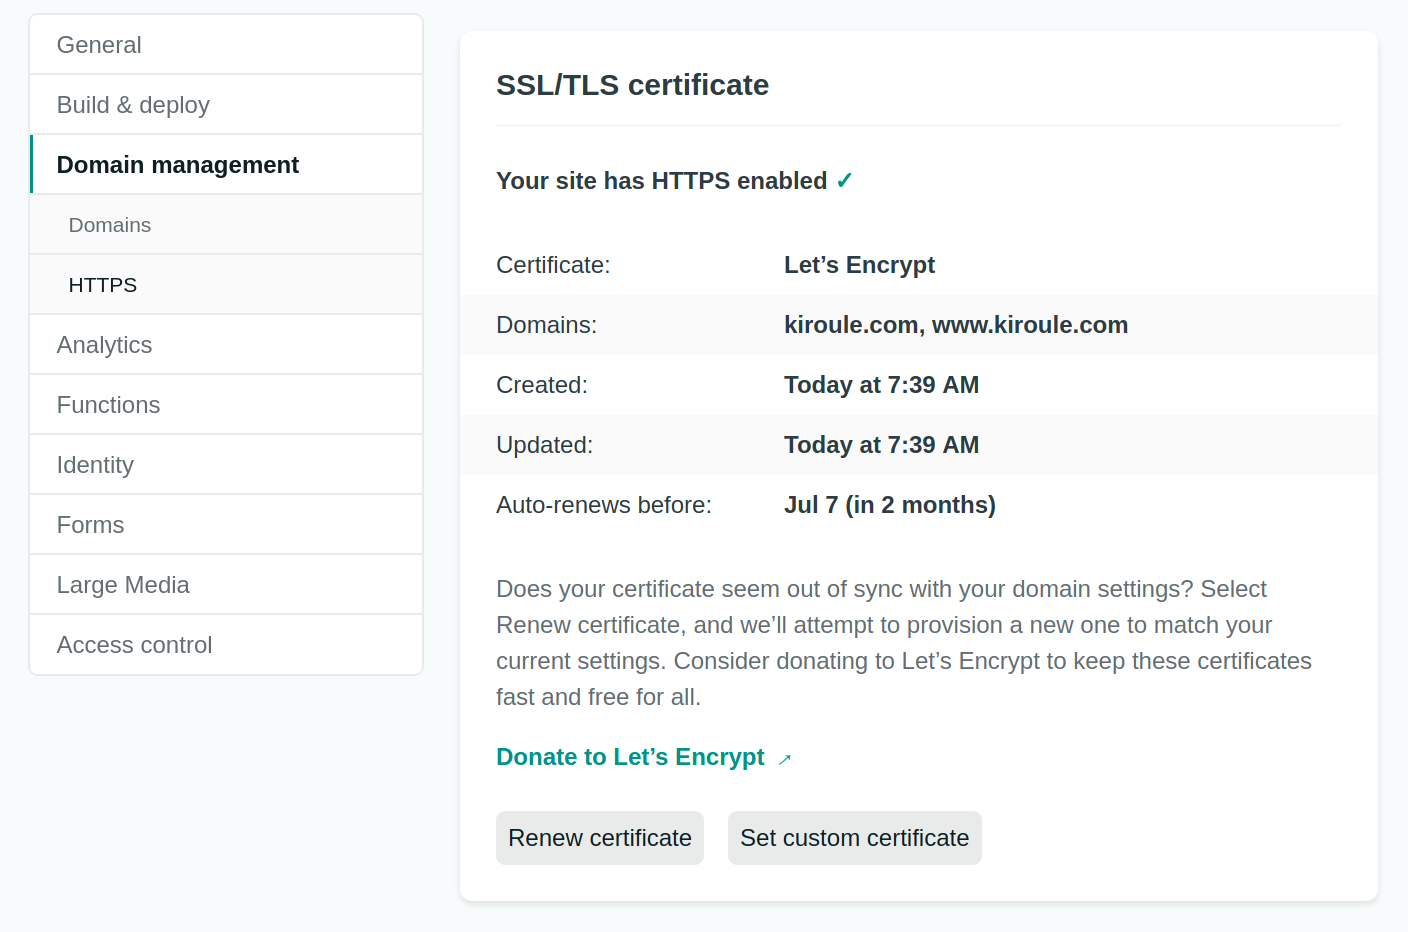 General
Build & deploy
Domain management
Domains
HTTPS
Analytics
Functions
Identity
Forms
Large Media
Access control
SSL/TLS certificate
Your site has HTTPS enabled ✓
Certificate: Let’s Encrypt
Domains: kiroule.com, www.kiroule.com
Created: Today at 7:39 AM
Updated: Today at 7:39 AM
Auto-renews before: Jul 7 (in 2 months)
Does your certificate seem out of sync with your domain settings? Select
Renew certificate, and we’ll attempt to provision a new one to match your
current settings. Consider donating to Let’s Encrypt to keep these certificates
fast and free for all.
Donate to Let’s Encrypt →
Renew certificate
Set custom certificate